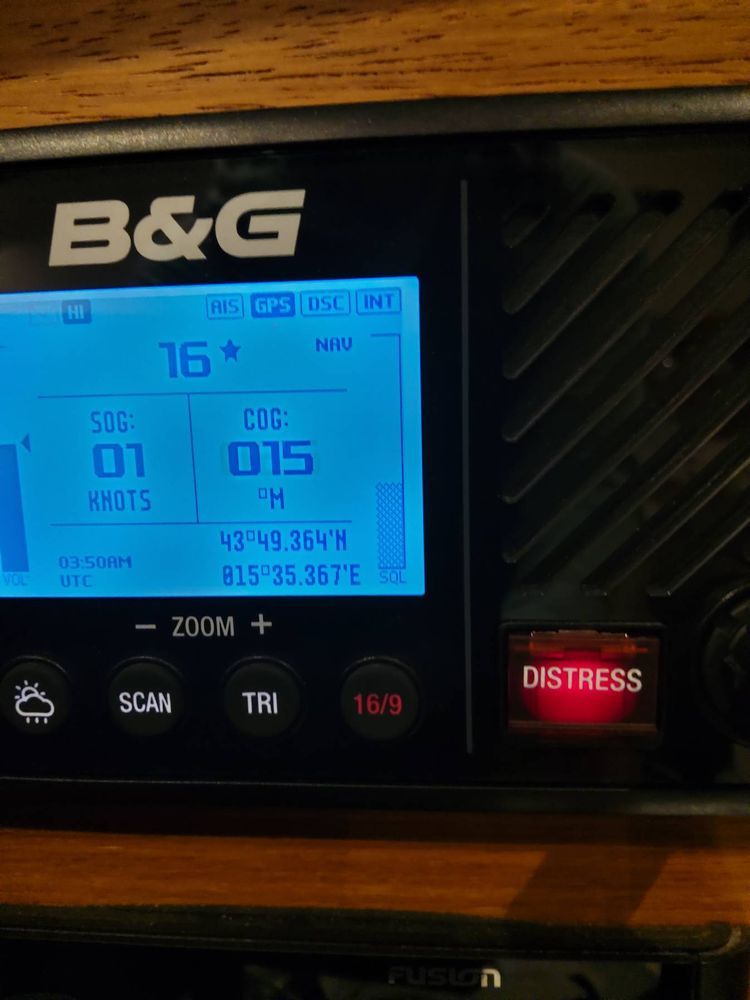 B&G
HI AIS GPS DSC INT
16★ NAV
SOG: COG:
01 015
KNOTS °M
43°49.364'N
03:50AM
UTC 015°35.367'E
VOL SQL
– ZOOM +
SCAN TRI 16/9 DISTRESS
FUSION